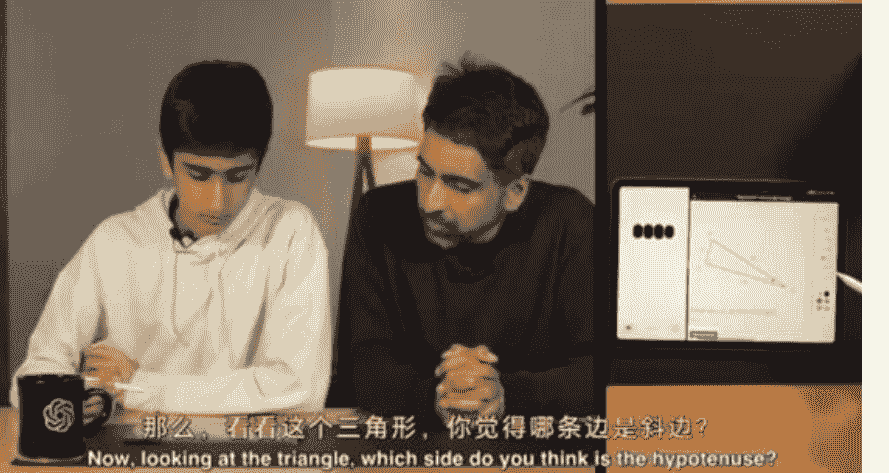 那么，看看这个三角形，你觉得哪条边是斜边？
Now, looking at the triangle, which side do you think is the hypotenuse?